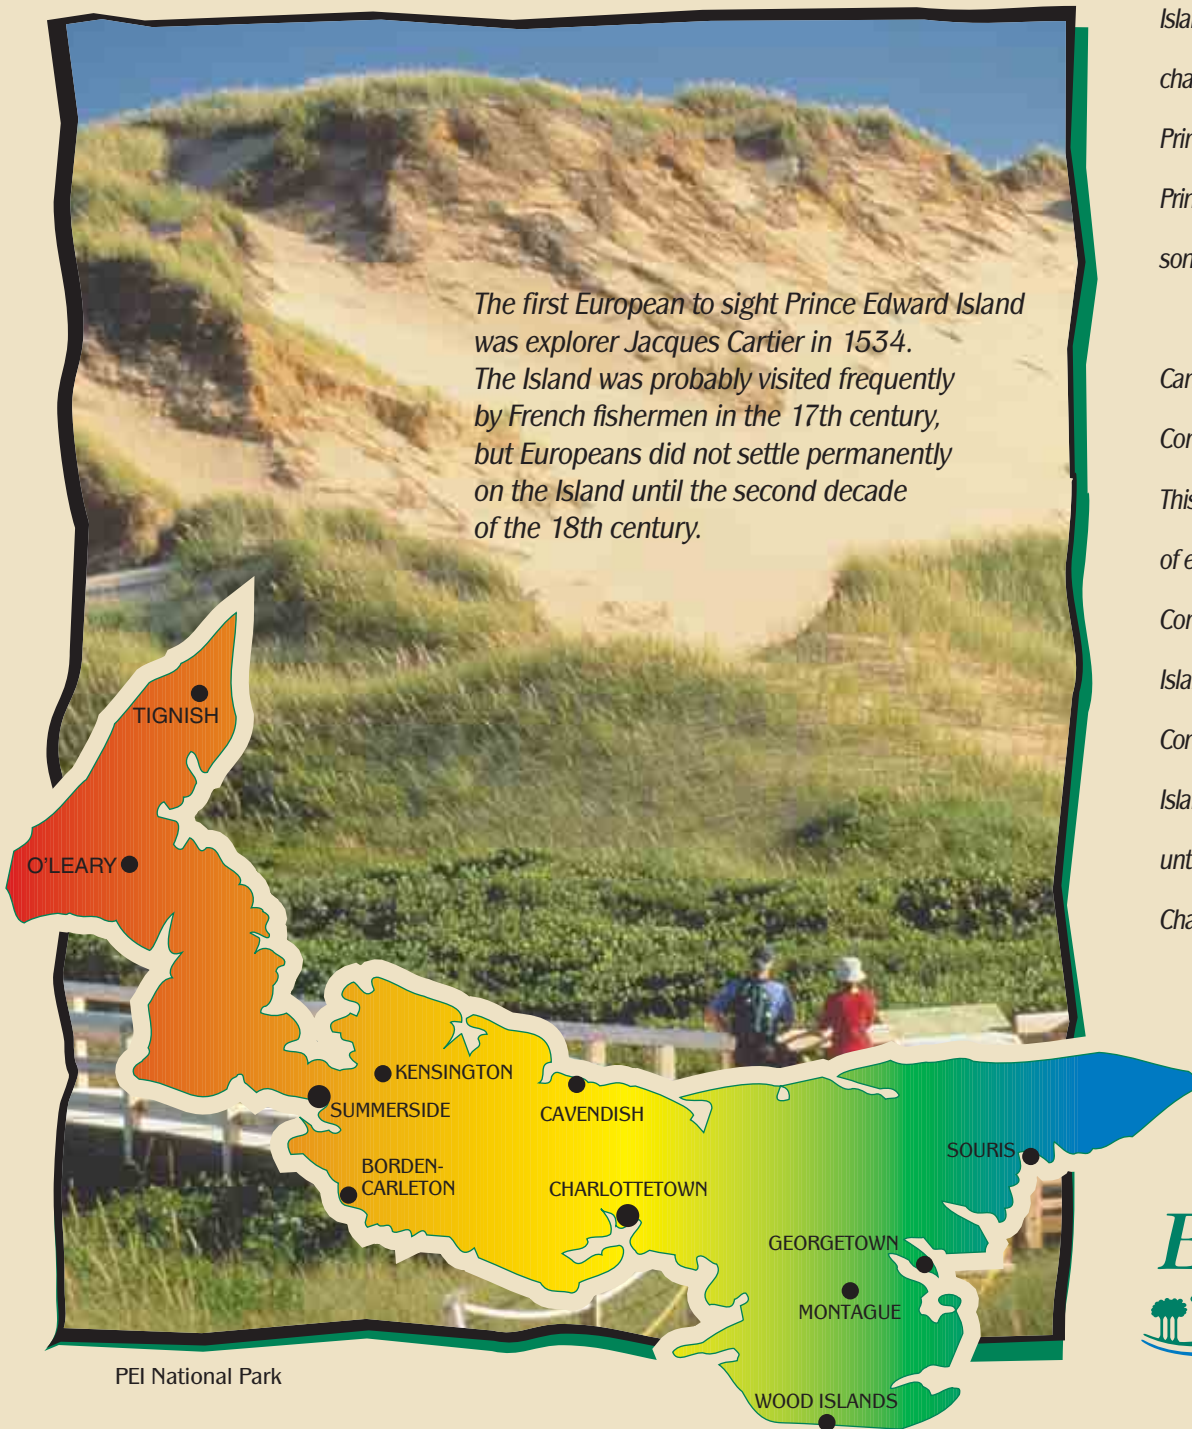 The first European to sight Prince Edward Island
was explorer Jacques Cartier in 1534.
The Island was probably visited frequently
by French fishermen in the 17th century,
but Europeans did not settle permanently
on the Island until the second decade
of the 18th century.
TIGNISH
O'LEARY
KENSINGTON
SUMMERSIDE
CAVENDISH
BORDEN-
CARLETON
CHARLOTTETOWN
SOURIS
GEORGETOWN
MONTAGUE
WOOD ISLANDS
PEI National Park